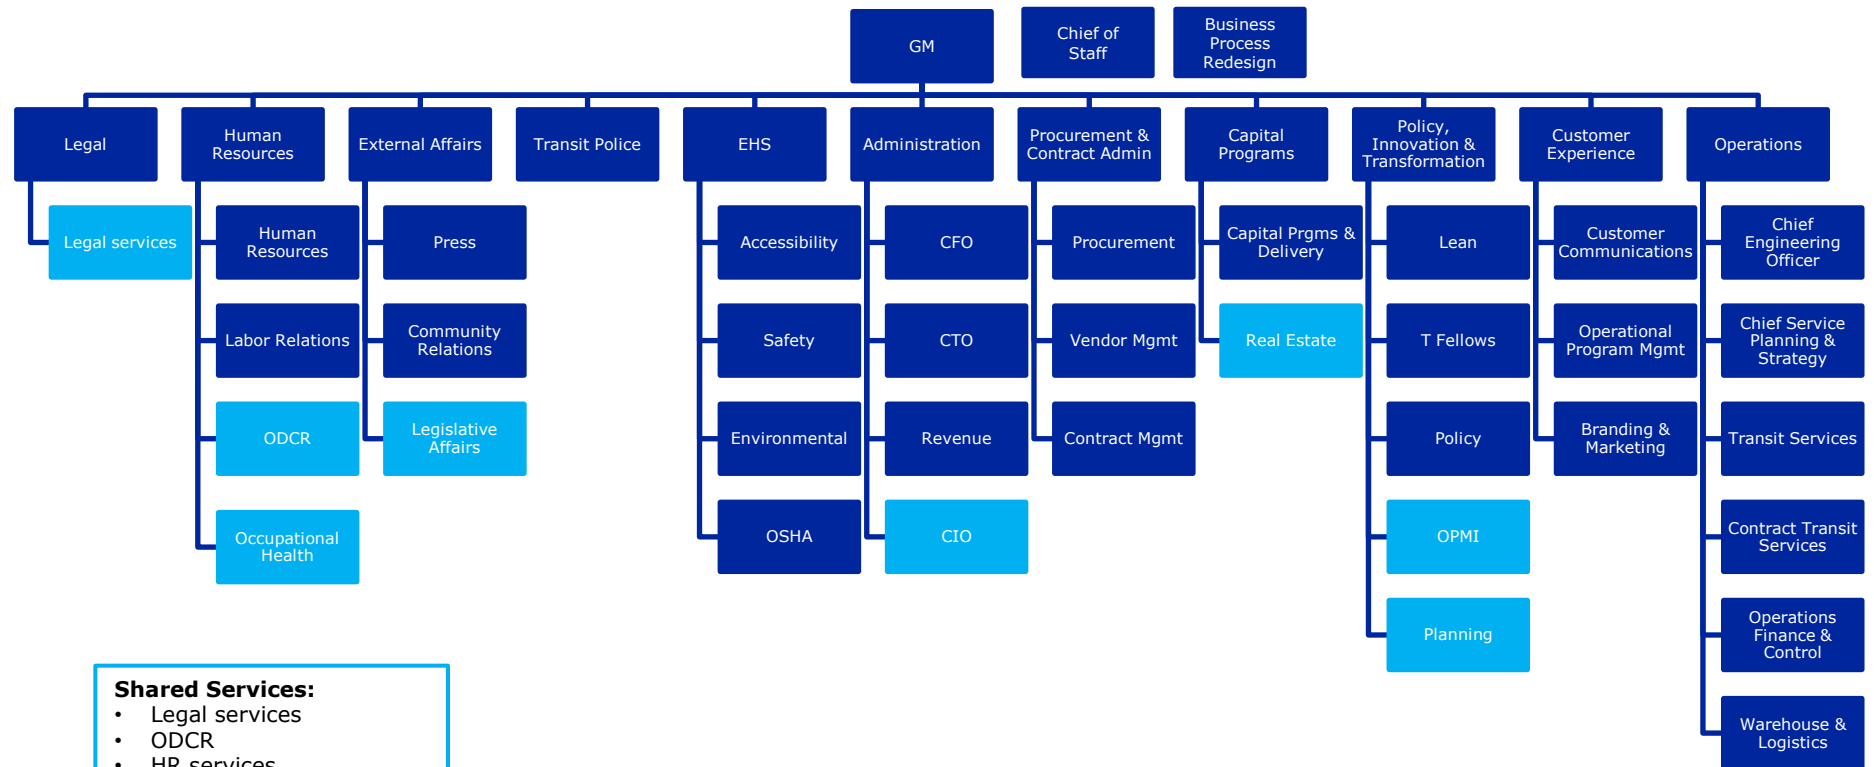 GM
Chief of
Staff
Business
Process
Redesign
Legal
Human
Resources
External Affairs
Transit Police
EHS
Administration
Procurement &
Contract Admin
Capital
Programs
Policy,
Innovation &
Transformation
Customer
Experience
Operations
Legal services
Human
Resources
Press
Accessibility
CFO
Procurement
Capital Prgms &
Delivery
Lean
Customer
Communications
Chief
Engineering
Officer
Labor Relations
Community
Relations
Safety
CTO
Vendor Mgmt
Real Estate
T Fellows
Operational
Program Mgmt
Chief Service
Planning &
Strategy
ODCR
Legislative
Affairs
Environmental
Revenue
Contract Mgmt
Policy
Branding &
Marketing
Transit Services
Occupational
Health
OSHA
CIO
OPMI
Contract Transit
Services
Planning
Operations
Finance &
Control
Warehouse &
Logistics
Shared Services:
• Legal services
• ODCR
• HR services